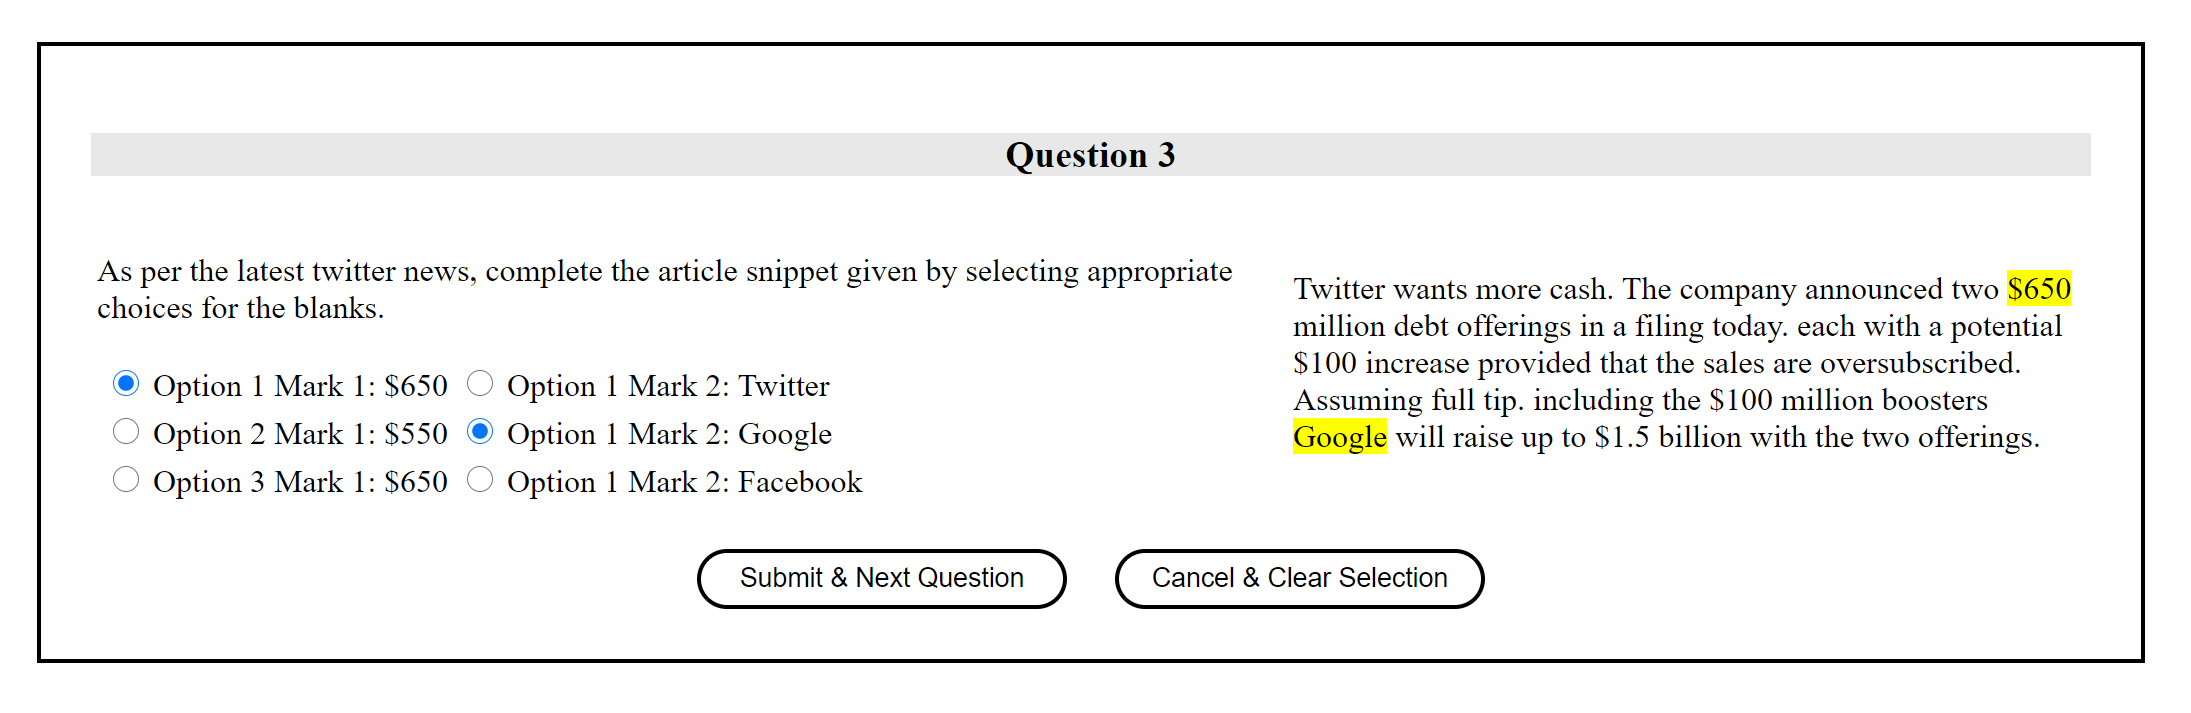 Question 3
As per the latest twitter news, complete the article snippet given by selecting appropriate
choices for the blanks.
Option 1 Mark 1: $650 Option 1 Mark 2: Twitter
Option 2 Mark 1: $550 Option 1 Mark 2: Google
Option 3 Mark 1: $650 Option 1 Mark 2: Facebook
Twitter wants more cash. The company announced two $650
million debt offerings in a filing today. each with a potential
$100 increase provided that the sales are oversubscribed.
Assuming full tip. including the $100 million boosters
Google will raise up to $1.5 billion with the two offerings.
Submit & Next Question
Cancel & Clear Selection